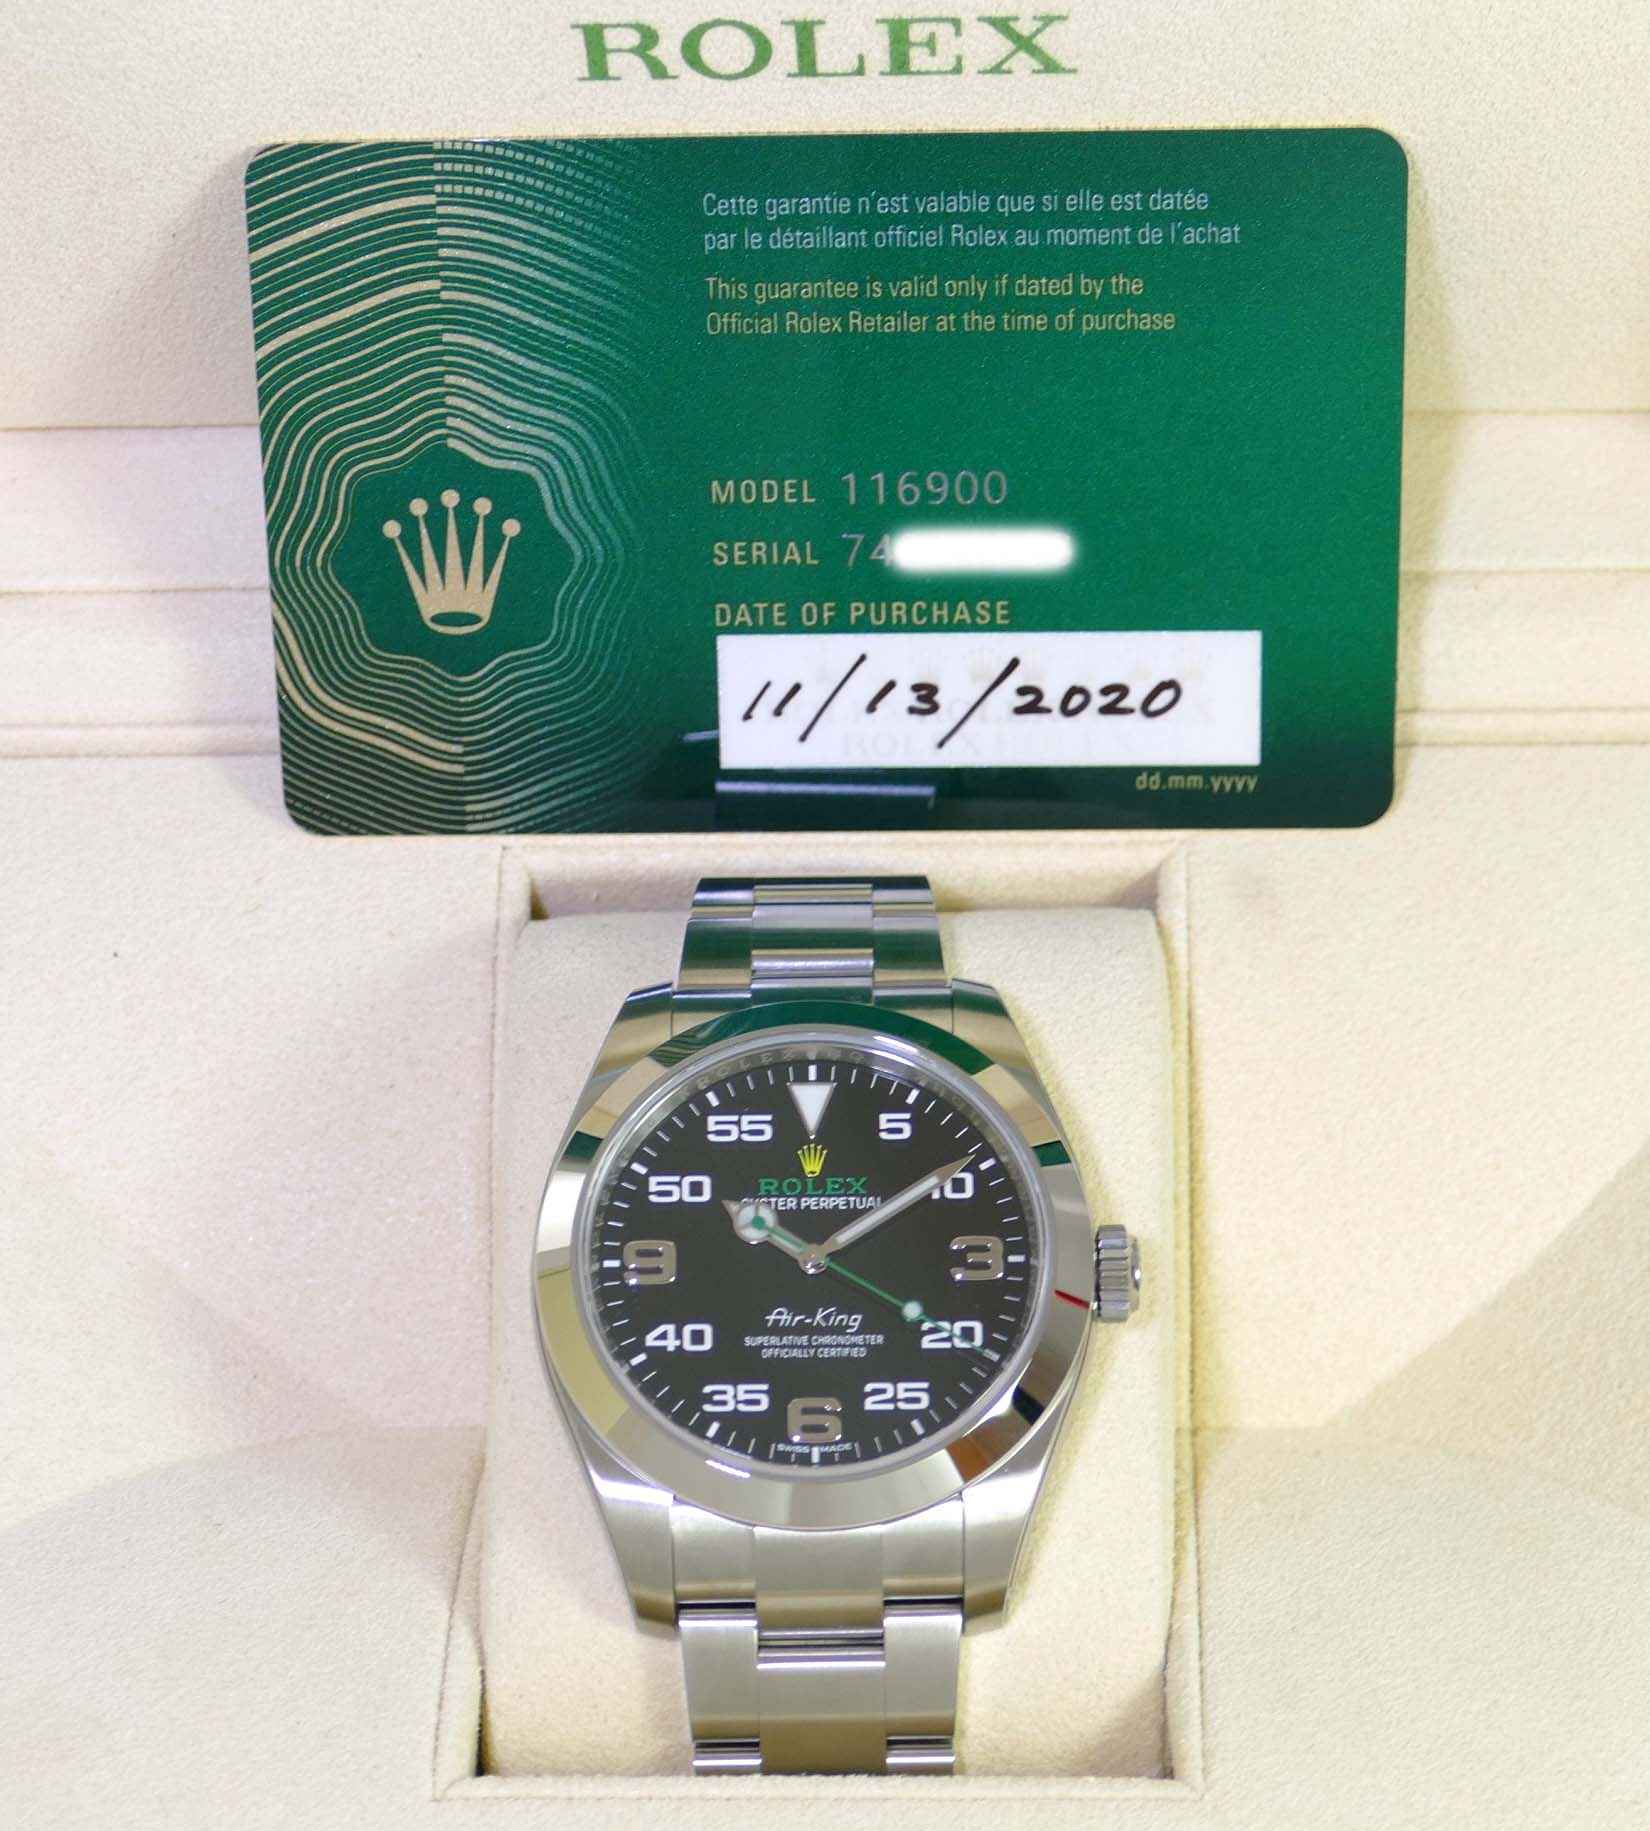 ROLEX
Cette garantie n'est valable que si elle est datée
par le détaillant officiel Rolex au moment de l'achat
This guarantee is valid only if dated by the
Official Rolex Retailer at the time of purchase
MODEL 116900
SERIAL 74
DATE OF PURCHASE
11/13/2020
dd.mm.yyyy
55 5
50 10
ROLEX
OYSTER PERPETUAL
9 3
Air-King
SUPERLATIVE CHRONOMETER
OFFICIALLY CERTIFIED
40 20
35 25
6
SWISS MADE